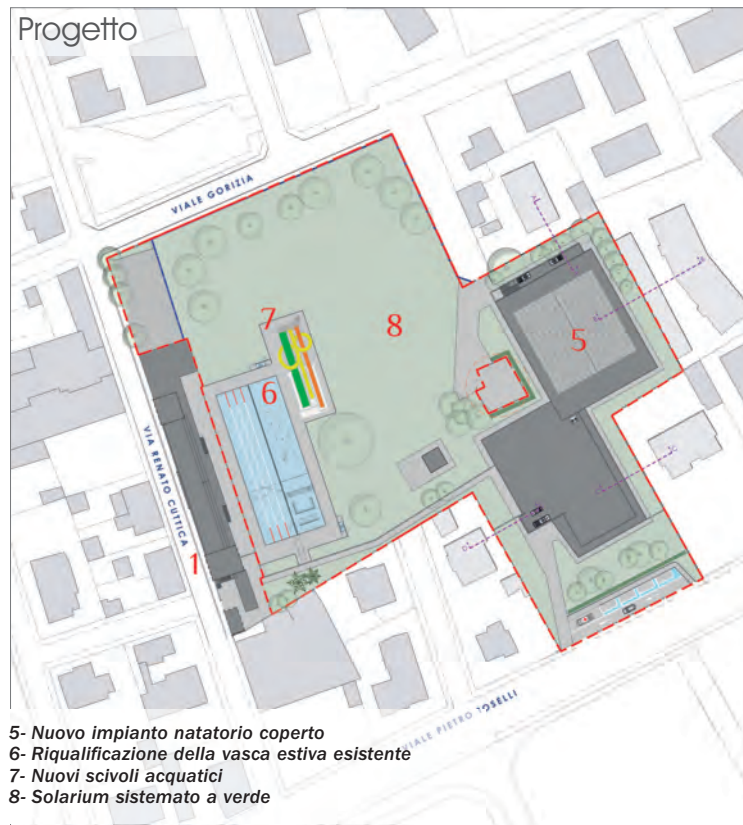 Progetto
VIALE GORIZIA
7
8
5
6
VIA RENATO CUTTICA
1
VIALE PIETRO TOSELLI
5- Nuovo impianto natatorio coperto
6- Riqualificazione della vasca estiva esistente
7- Nuovi scivoli acquatici
8- Solarium sistemato a verde